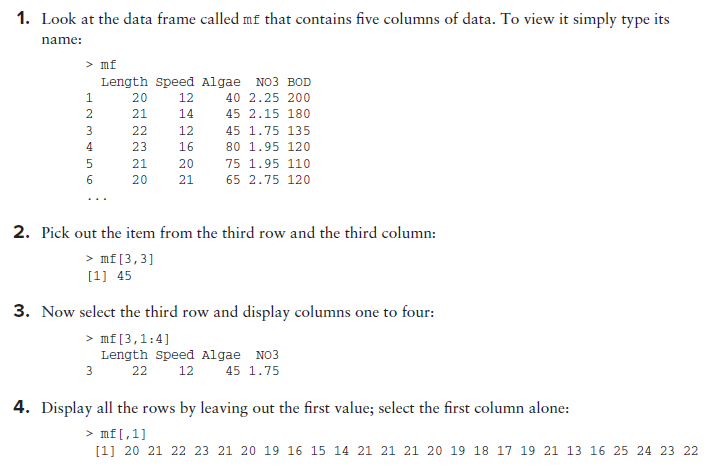 1. Look at the data frame called mf that contains five columns of data. To view it simply type its
name:
> mf
Length Speed Algae NO3 BOD
1 20 12 40 2.25 200
2 21 14 45 2.15 180
3 22 12 45 1.75 135
4 23 16 80 1.95 120
5 21 20 75 1.95 110
6 20 21 65 2.75 120
...
2. Pick out the item from the third row and the third column:
> mf[3,3]
[1] 45
3. Now select the third row and display columns one to four:
> mf[3,1:4]
Length Speed Algae NO3
3 22 12 45 1.75
4. Display all the rows by leaving out the first value; select the first column alone:
> mf[,1]
[1] 20 21 22 23 21 20 19 16 15 14 21 21 21 20 19 18 17 19 21 13 16 25 24 23 22